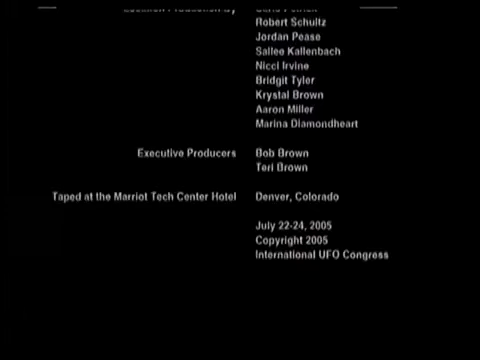 Robert Schultz
Jordan Pease
Sallee Kallenbach
Nicci Irvine
Bridgit Tyler
Krystal Brown
Aaron Miller
Marina Diamondheart
Executive Producers Bob Brown
Teri Brown
Taped at the Marriot Tech Center Hotel Denver, Colorado
July 22-24, 2005
Copyright 2005
International UFO Congress